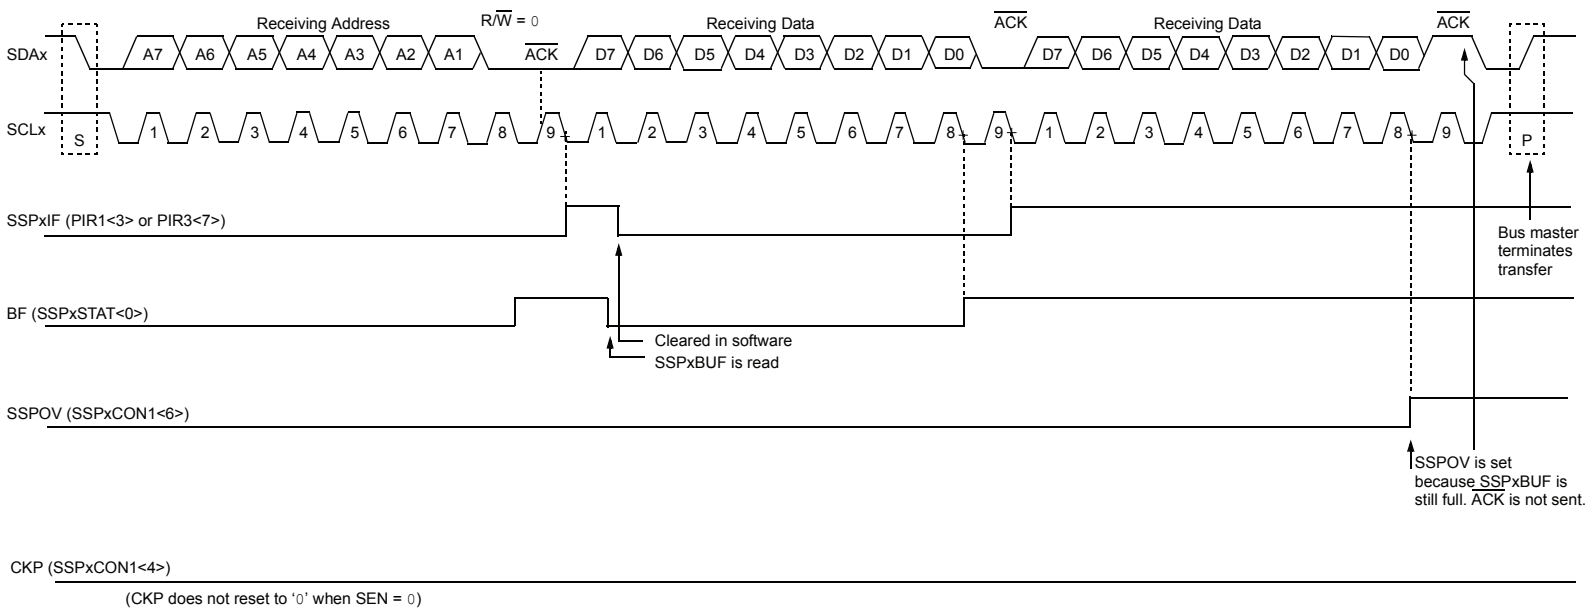 Receiving Address R/W = 0 Receiving Data ACK Receiving Data ACK
SDAx A7 A6 A5 A4 A3 A2 A1 ACK D7 D6 D5 D4 D3 D2 D1 D0 D7 D6 D5 D4 D3 D2 D1 D0
SCLx S 1 2 3 4 5 6 7 8 9 1 2 3 4 5 6 7 8 9 1 2 3 4 5 6 7 8 9 P
SSPxIF (PIR1<3> or PIR3<7>)
Bus master
terminates
transfer
BF (SSPxSTAT<0>)
Cleared in software
SSPxBUF is read
SSPOV (SSPxCON1<6>)
SSPOV is set
because SSPxBUF is
still full. ACK is not sent.
CKP (SSPxCON1<4>)
(CKP does not reset to ‘0’ when SEN = 0)